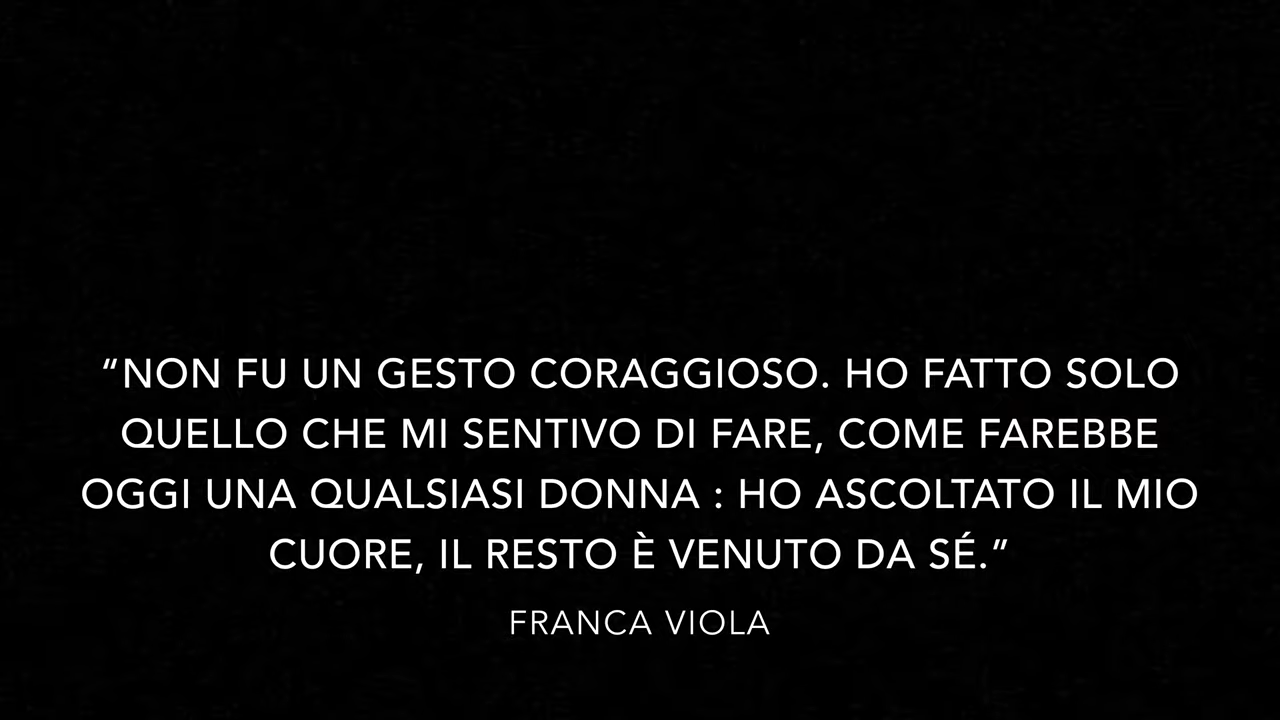 “NON FU UN GESTO CORAGGIOSO. HO FATTO SOLO
QUELLO CHE MI SENTIVO DI FARE, COME FAREBBE
OGGI UNA QUALSIASI DONNA : HO ASCOLTATO IL MIO
CUORE, IL RESTO È VENUTO DA SÉ.”
FRANCA VIOLA